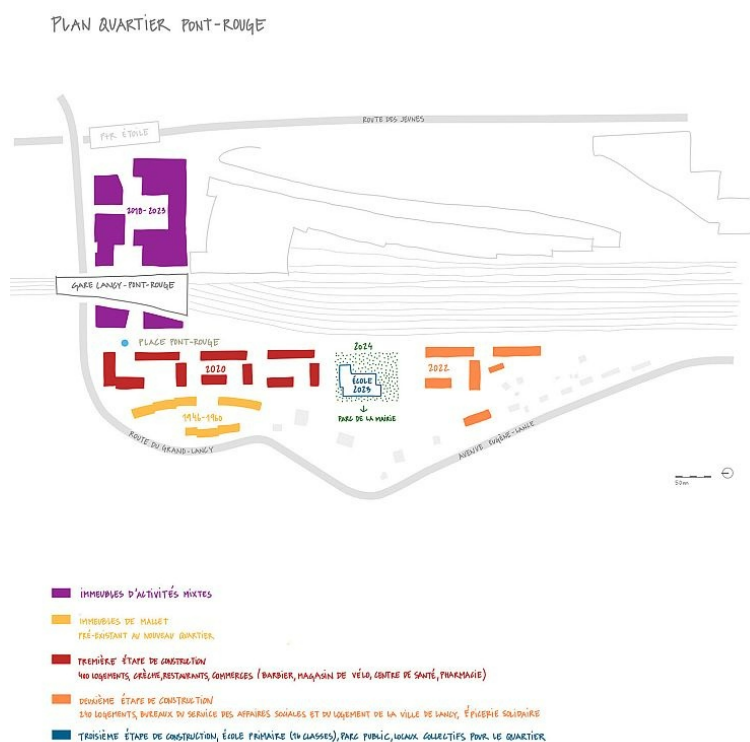 PLAN QUARTIER PONT-ROUGE
P+R ÉTOILE
ROUTE DES JEUNES
2018-2023
GARE LANCY-PONT-ROUGE
PLACE PONT-ROUGE
2020
2024
ÉCOLE
2023
PARC DE LA MAIRIE
2022
1956-1960
ROUTE DU GRAND-LANCY
AVENUE EUGÈNE-LANCE
50m
IMMEUBLES D'ACTIVITÉS MIXTES
IMMEUBLES DE MALLET
PRÉ-EXISTANT AU NOUVEAU QUARTIER
PREMIÈRE ÉTAPE DE CONSTRUCTION
400 LOGEMENTS, CRÈCHE, RESTAURANTS, COMMERCES (BARBIER, MAGASIN DE VÉLO, CENTRE DE SANTÉ, PHARMACIE)
DEUXIÈME ÉTAPE DE CONSTRUCTION
240 LOGEMENTS, BUREAUX DU SERVICE DES AFFAIRES SOCIALES ET DU LOGEMENT DE LA VILLE DE LANCY, ÉPICERIE SOLIDAIRE
TROISIÈME ÉTAPE DE CONSTRUCTION, ÉCOLE PRIMAIRE (16 CLASSES), PARC PUBLIC, LOCAUX COLLECTIFS POUR LE QUARTIER